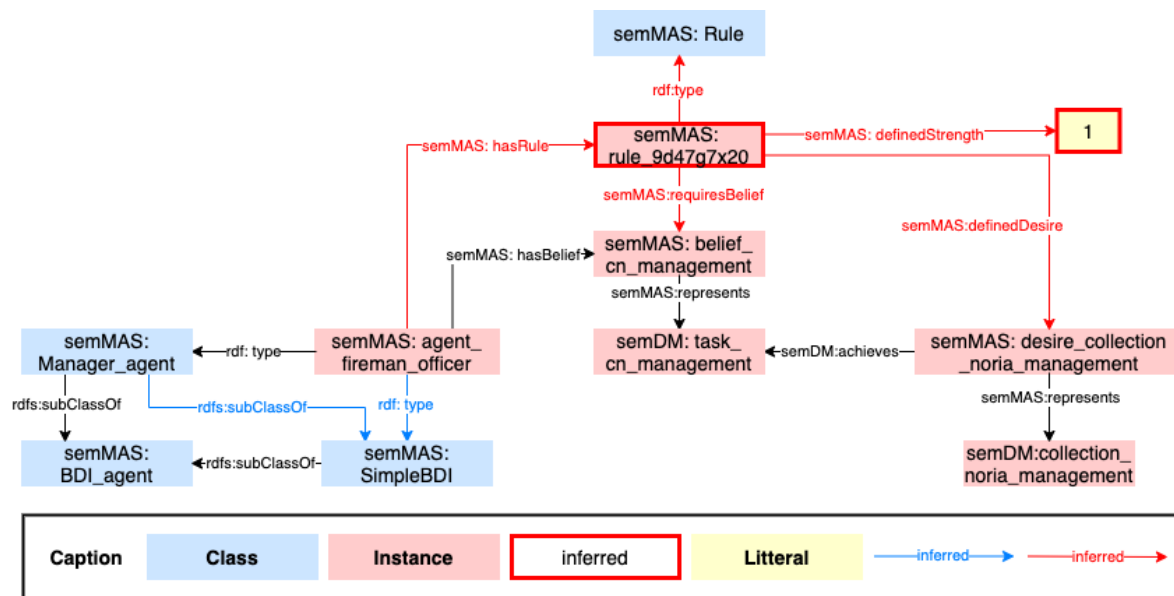 semMAS: Rule
rdf:type
semMAS:
rule_9d47g7x20
semMAS: definedStrength
1
semMAS: hasRule
semMAS:requiresBelief
semMAS:definedDesire
semMAS: hasBelief
semMAS: belief_
cn_management
semMAS:represents
semMAS:
Manager_agent
rdf: type
semMAS: agent_
fireman_officer
semDM: task_
cn_management
semDM:achieves
semMAS: desire_collection
_noria_management
rdfs:subClassOf
rdfs:subClassOf
rdf: type
semMAS:represents
semMAS:
BDI_agent
rdfs:subClassOf
semMAS:
SimpleBDI
semDM:collection_
noria_management
Caption
Class
Instance
inferred
Litteral
inferred
inferred